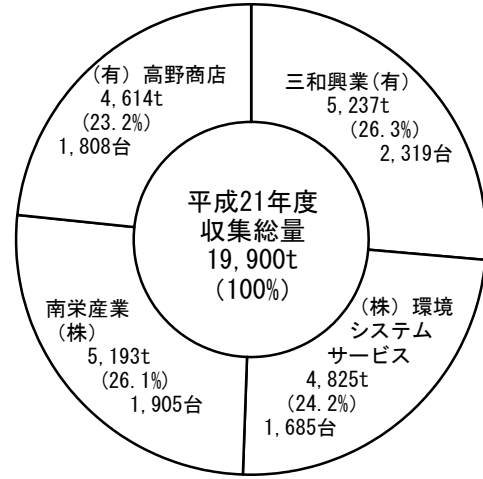 (有) 高野商店
4,614t
(23.2%)
1,808台
三和興業(有)
5,237t
(26.3%)
2,319台
平成21年度
収集総量
19,900t
(100%)
南栄産業
(株)
5,193t
(26.1%)
1,905台
(株) 環境
システム
サービス
4,825t
(24.2%)
1,685台